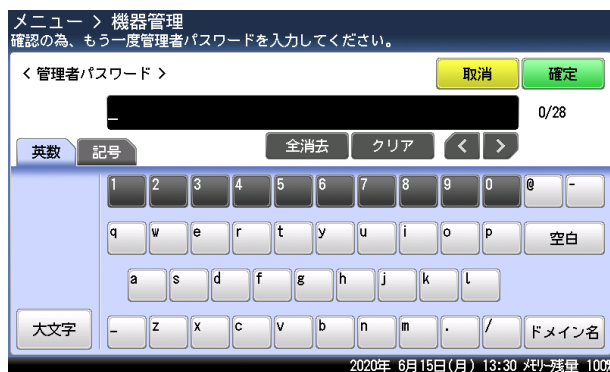 メニュー > 機器管理
確認の為、もう一度管理者パスワードを入力してください。
< 管理者パスワード >
取消
確定
_
0/28
英数
記号
全消去
クリア
<
>
1 2 3 4 5 6 7 8 9 0 @ -
q w e r t y u i o p 空白
a s d f g h j k l
大文字
_ z x c v b n m . / ドメイン名
2020年 6月15日(月) 13:30 メモリー残量 100%